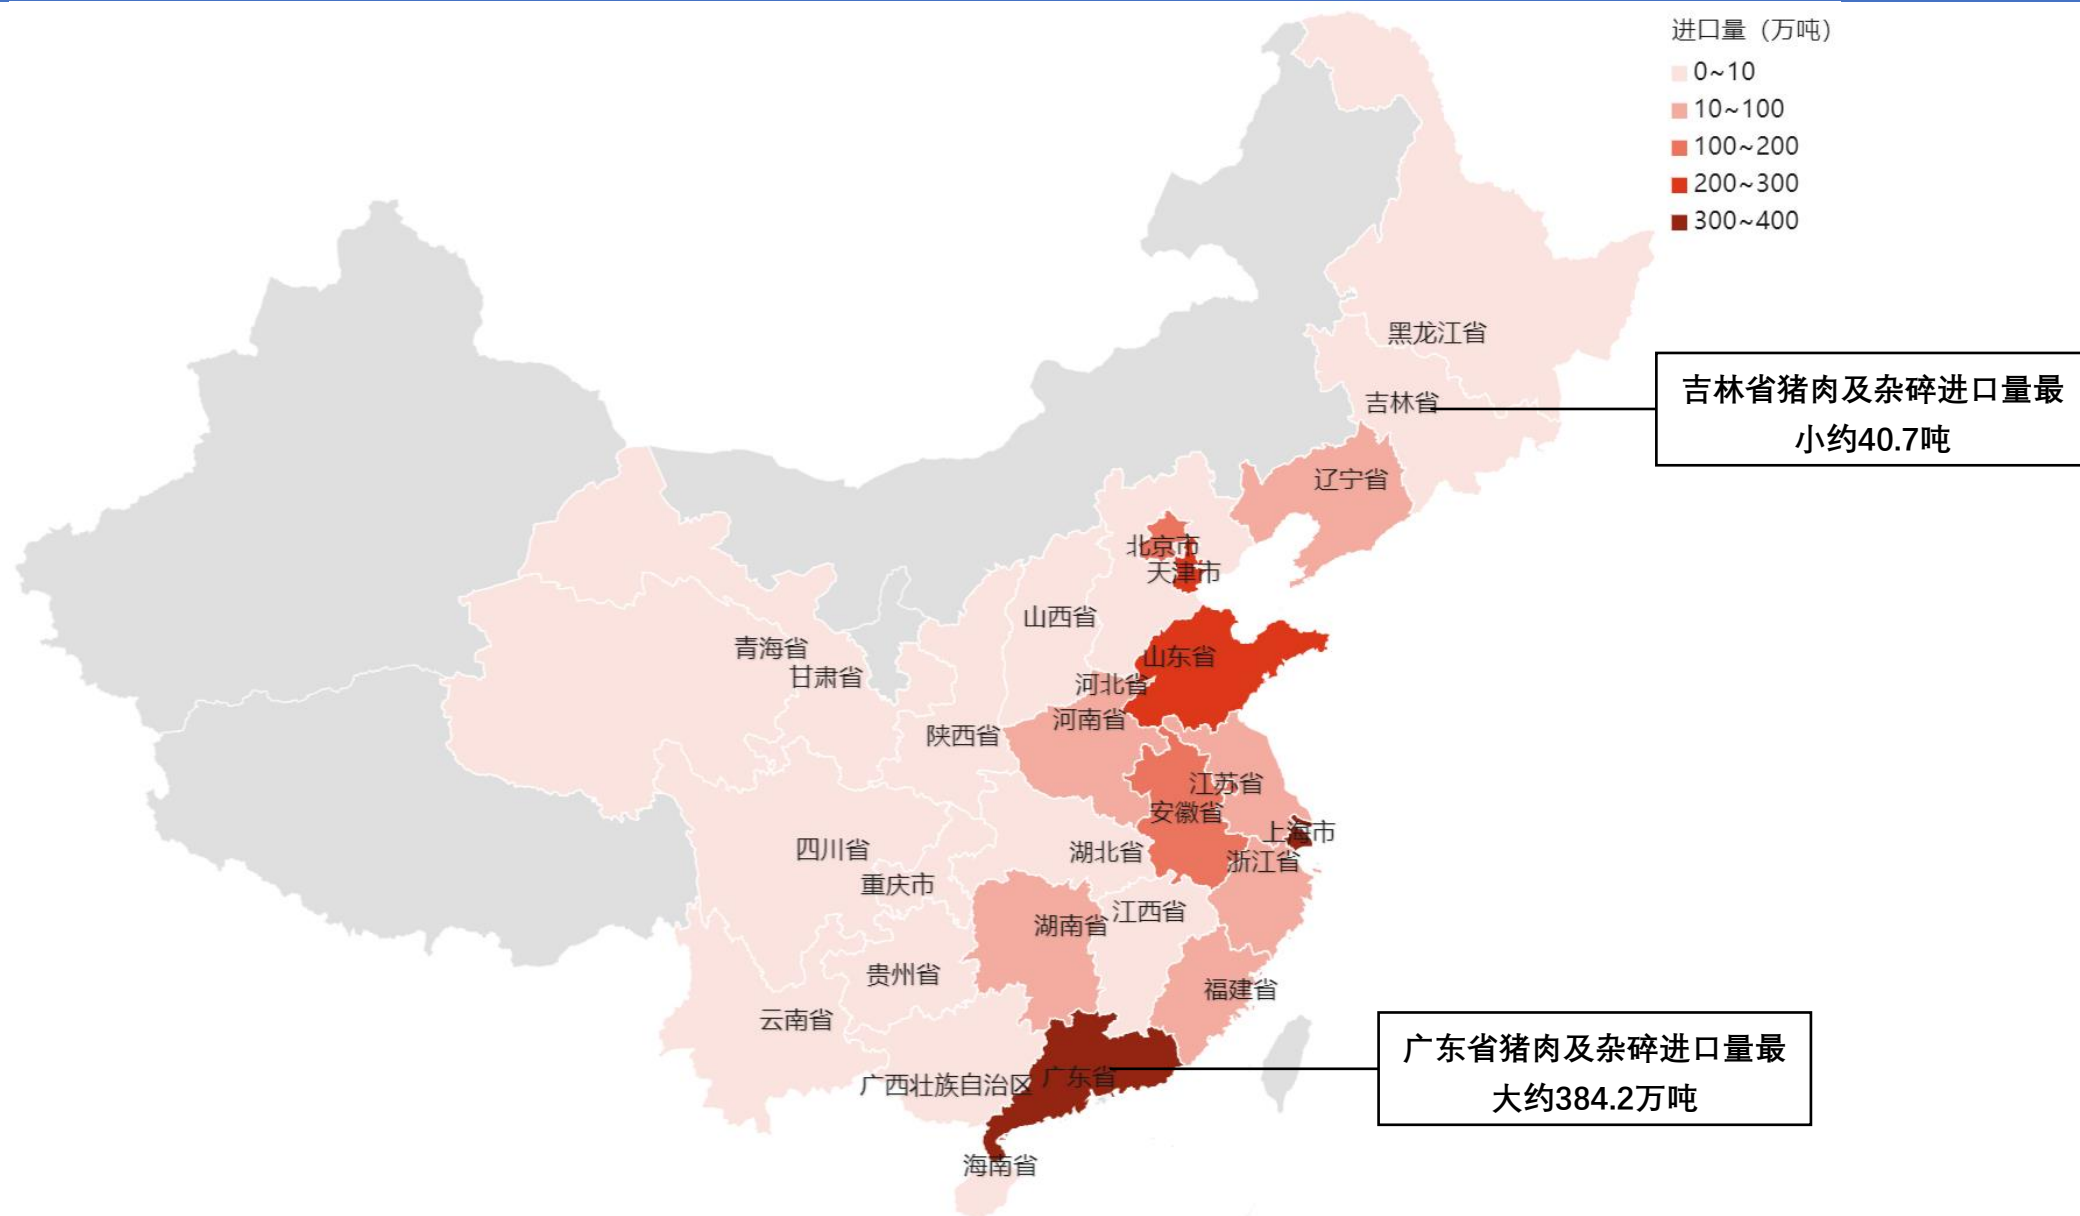 进口量（万吨）
0~10
10~100
100~200
200~300
300~400
黑龙江省
吉林省
吉林省猪肉及杂碎进口量最
小约40.7吨
辽宁省
北京市
天津市
山西省
青海省
甘肃省
山东省
河北省
河南省
陕西省
江苏省
安徽省
上海市
四川省
湖北省
浙江省
重庆市
湖南省
江西省
贵州省
福建省
云南省
广西壮族自治区
广东省
广东省猪肉及杂碎进口量最
大约384.2万吨
海南省